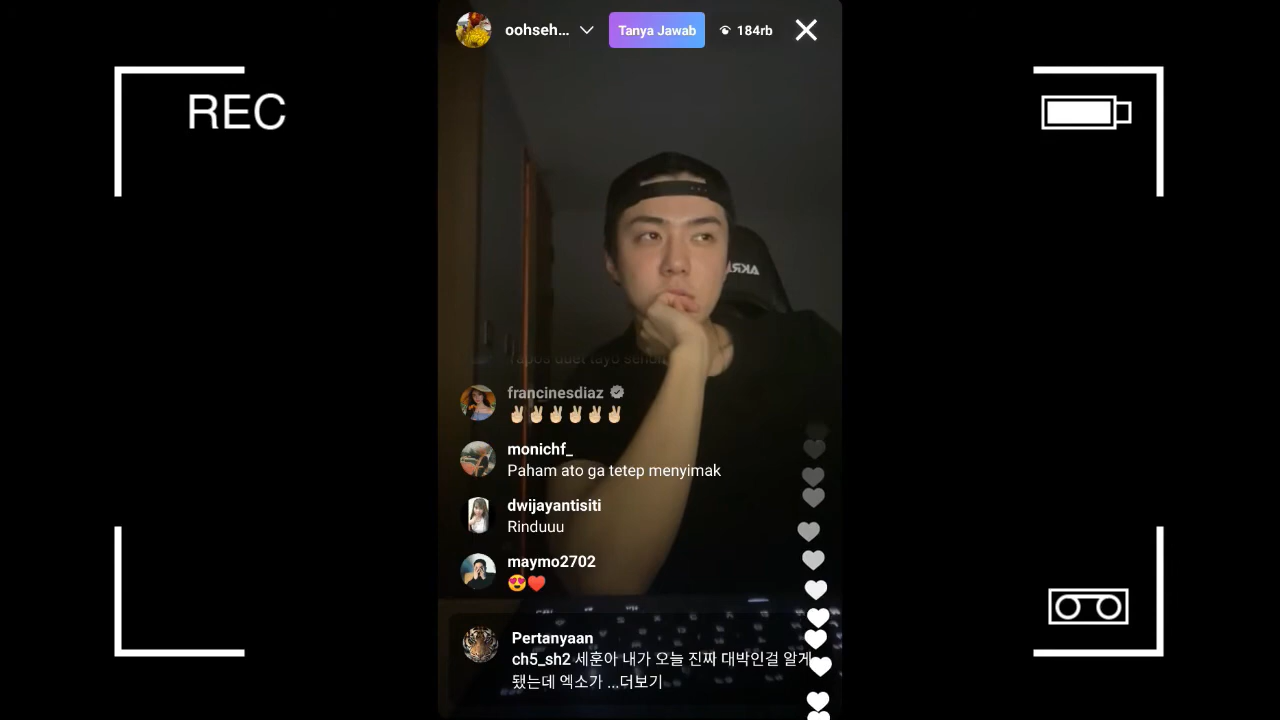 oohseh...
Tanya Jawab
184rb
REC
AKR
francinesdiaz
✌🏻✌🏻✌🏻✌🏻✌🏻✌🏻
monichf_
Paham ato ga tetep menyimak
dwijayantisiti
Rinduuu
maymo2702
😍♥️
Pertanyaan
ch5_sh2 세훈아 내가 오늘 진짜 대박인걸 알게
됐는데 엑소가 ...더보기